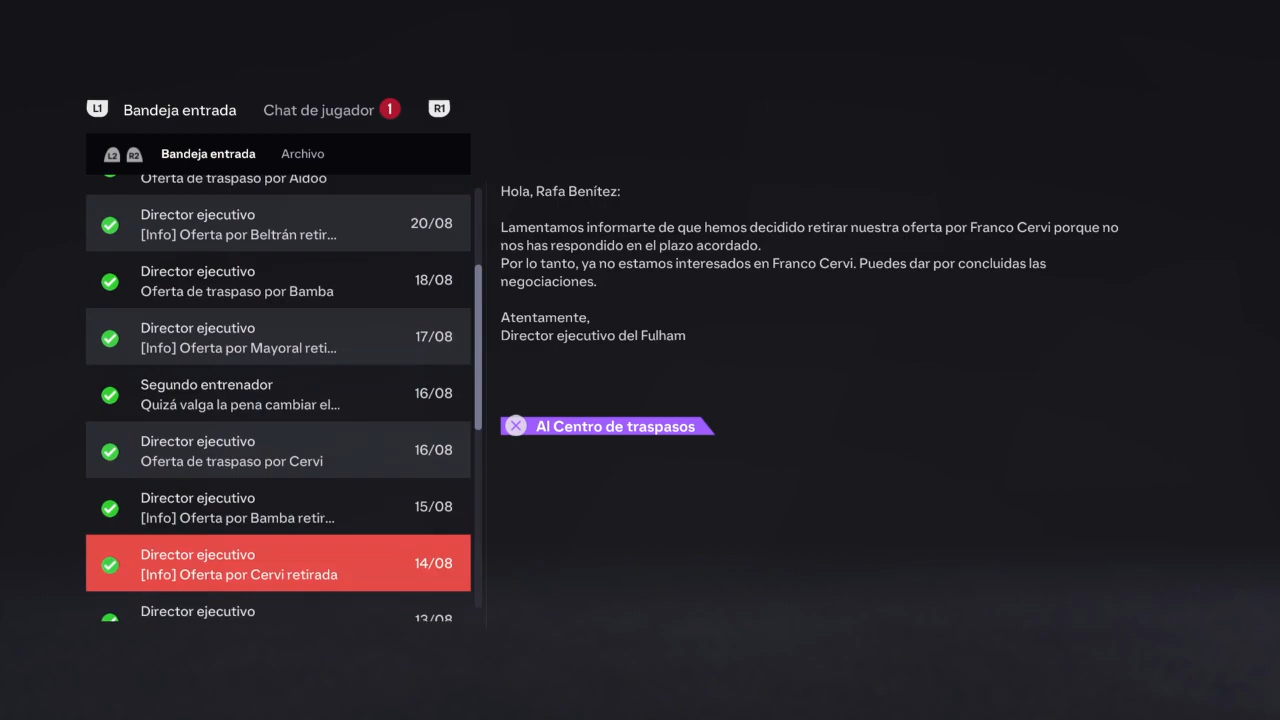 L1 Bandeja entrada Chat de jugador 1 R1
L2 R2 Bandeja entrada Archivo
Oferta de traspaso por Aidoo
Director ejecutivo
[Info] Oferta por Beltrán retir...
20/08
Director ejecutivo
Oferta de traspaso por Bamba
18/08
Director ejecutivo
[Info] Oferta por Mayoral reti...
17/08
Segundo entrenador
Quizá valga la pena cambiar el...
16/08
Director ejecutivo
Oferta de traspaso por Cervi
16/08
Director ejecutivo
[Info] Oferta por Bamba retir...
15/08
Director ejecutivo
[Info] Oferta por Cervi retirada
14/08
Director ejecutivo
13/08
Hola, Rafa Benítez:
Lamentamos informarte de que hemos decidido retirar nuestra oferta por Franco Cervi porque no
nos has respondido en el plazo acordado.
Por lo tanto, ya no estamos interesados en Franco Cervi. Puedes dar por concluidas las
negociaciones.
Atentamente,
Director ejecutivo del Fulham
Al Centro de traspasos